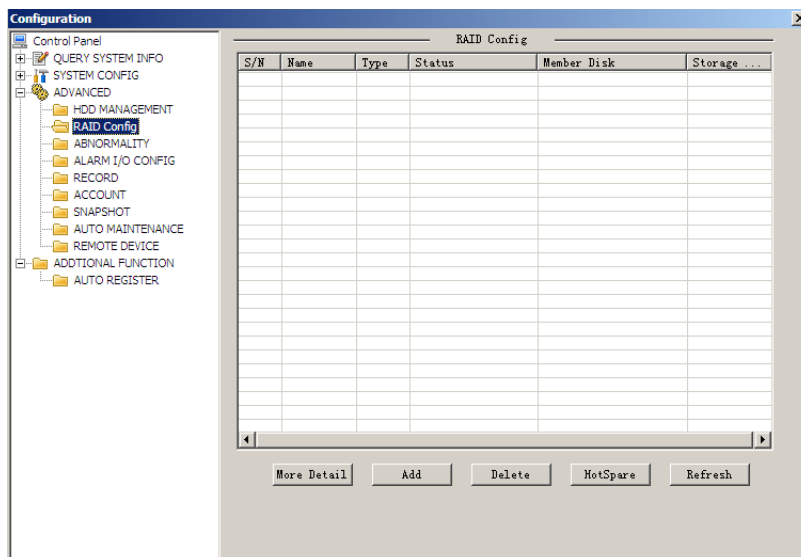 Configuration
Control Panel
QUERY SYSTEM INFO
SYSTEM CONFIG
ADVANCED
HDD MANAGEMENT
RAID Config
ABNORMALITY
ALARM I/O CONFIG
RECORD
ACCOUNT
SNAPSHOT
AUTO MAINTENANCE
REMOTE DEVICE
ADDTIONAL FUNCTION
AUTO REGISTER
RAID Config
S/N Name Type Status Member Disk Storage ...
More Detail Add Delete HotSpare Refresh